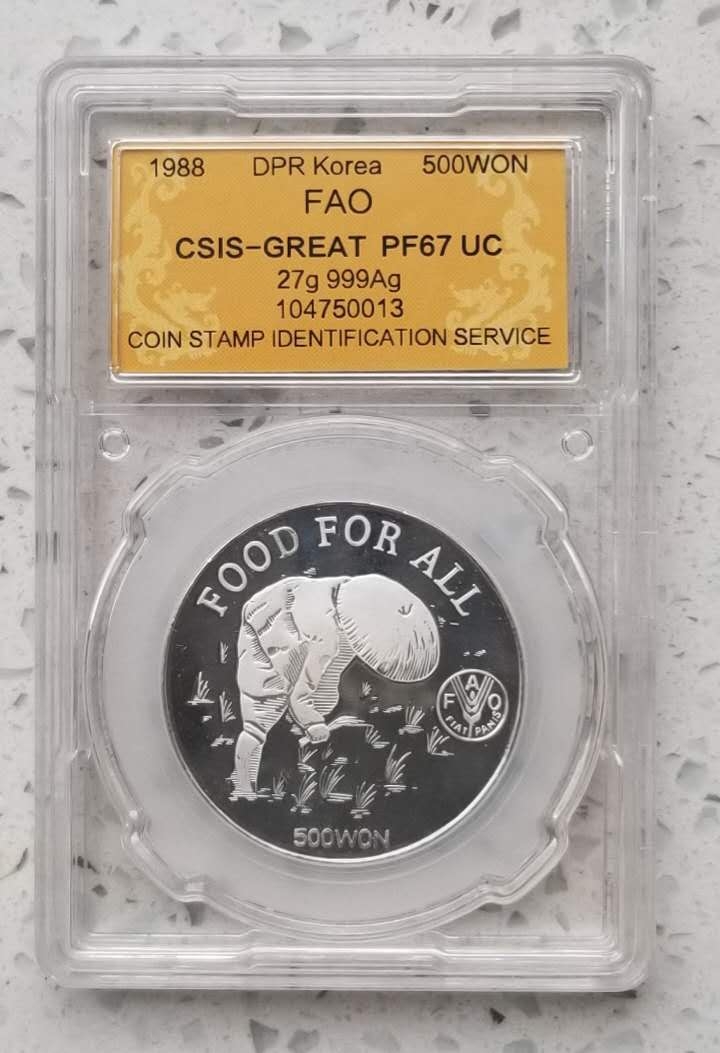 1988 DPR Korea 500WON
FAO
CSIS-GREAT PF67 UC
27g 999Ag
104750013
COIN STAMP IDENTIFICATION SERVICE
FOOD FOR ALL
F A O
FIAT PANIS
500WON